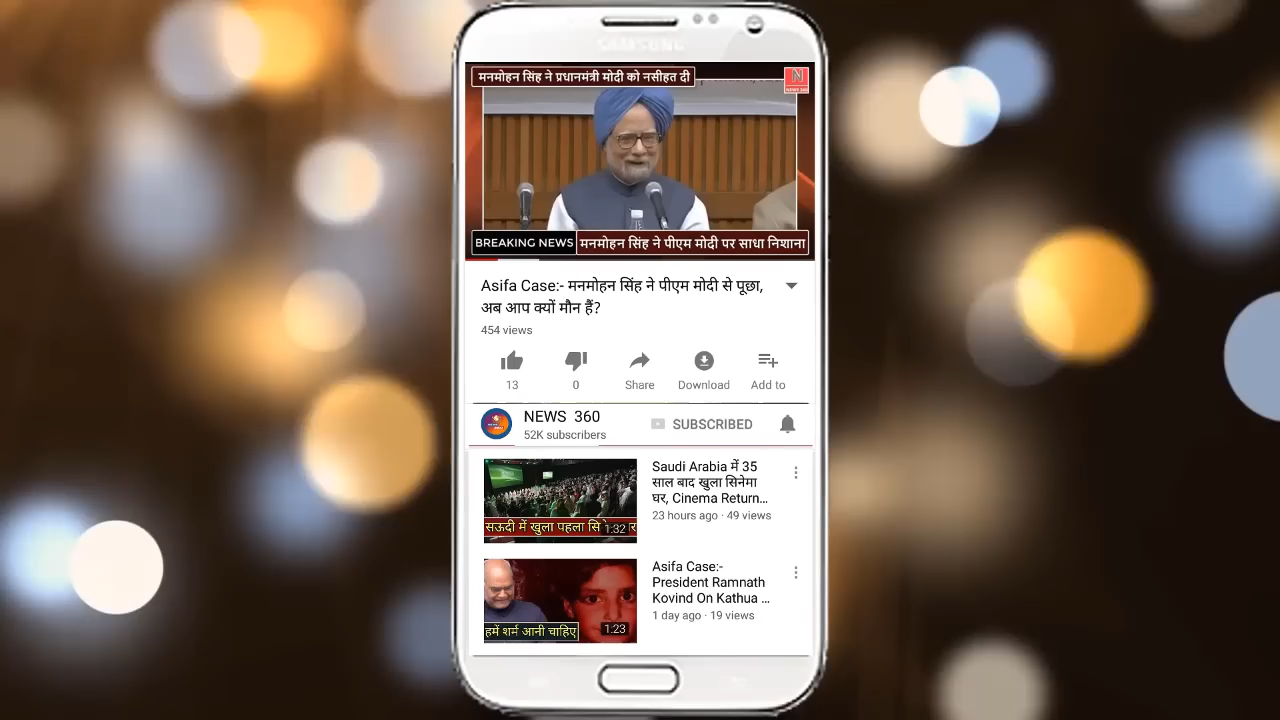 SAMSUNG
मनमोहन सिंह ने प्रधानमंत्री मोदी को नसीहत दी
N
NEWS 360
BREAKING NEWS मनमोहन सिंह ने पीएम मोदी पर साधा निशाना
Asifa Case:- मनमोहन सिंह ने पीएम मोदी से पूछा,
अब आप क्यों मौन हैं?
454 views
13 0 Share Download Add to
NEWS 360
SUBSCRIBED
52K subscribers
Saudi Arabia में 35
साल बाद खुला सिनेमा
घर, Cinema Return...
23 hours ago · 49 views
सऊदी में खुला पहला
1:32
Asifa Case:-
President Ramnath
Kovind On Kathua ...
1 day ago · 19 views
हमें शर्म आनी चाहिए
1:23